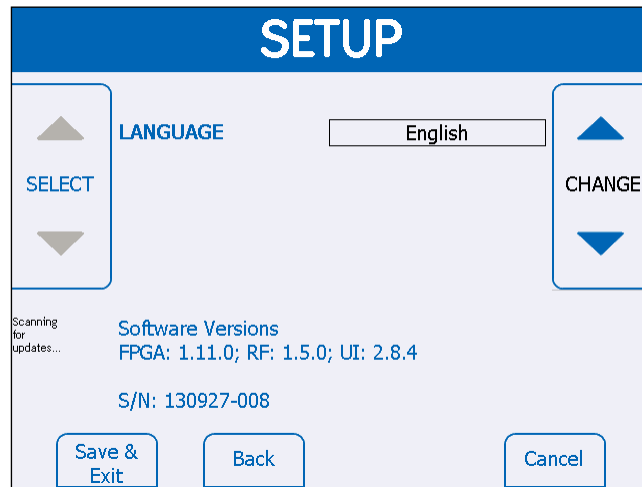 SETUP
LANGUAGE
English
SELECT
CHANGE
Scanning
for
updates...
Software Versions
FPGA: 1.11.0; RF: 1.5.0; UI: 2.8.4
S/N: 130927-008
Save &
Exit
Back
Cancel